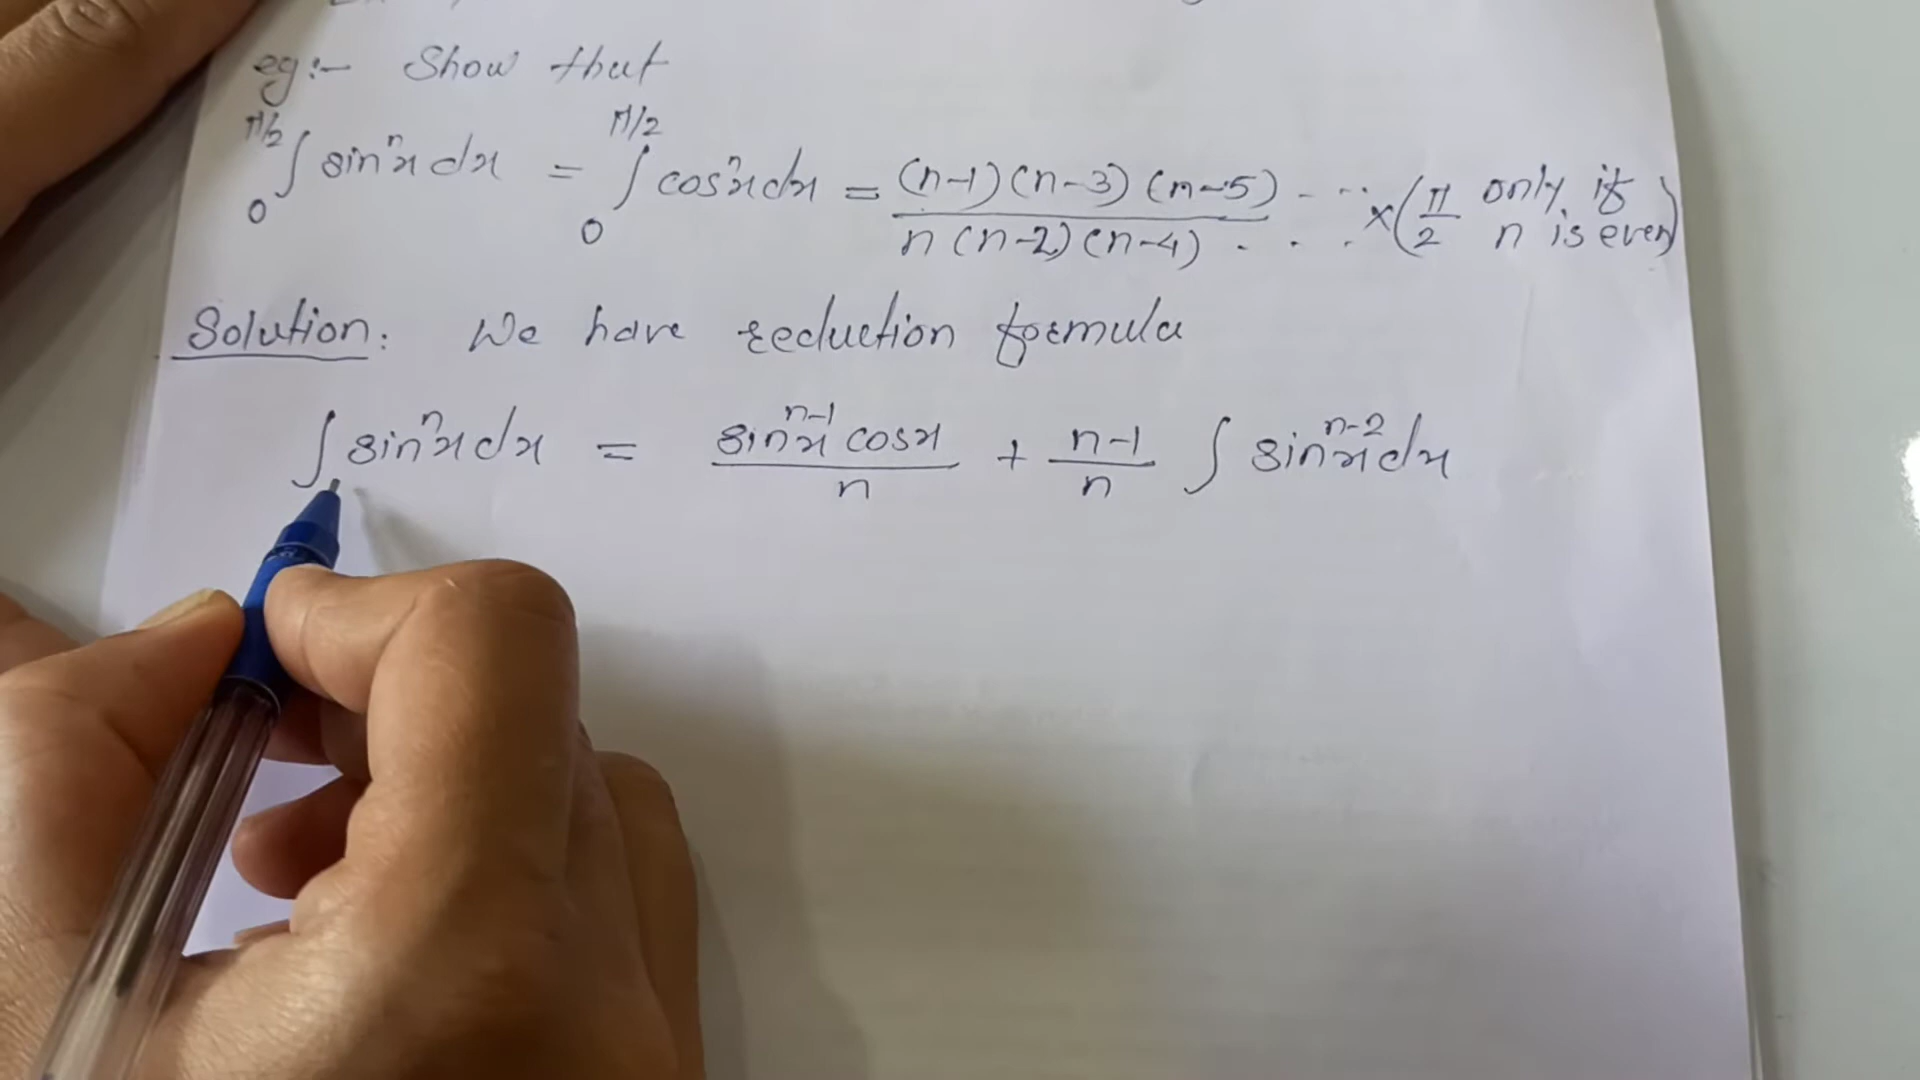 eg:- Show that
π/2 ∫ 0 sinⁿx dx = π/2 ∫ 0 cosⁿx dx = (n-1)(n-3)(n-5) - - ·· / n(n-2)(n-4) . . . . × (π/2 only if n is even)
Solution: We have reduction formula
∫ sinⁿx dx = sinⁿ⁻¹x cosx / n + n-1 / n ∫ sinⁿ⁻²x dx